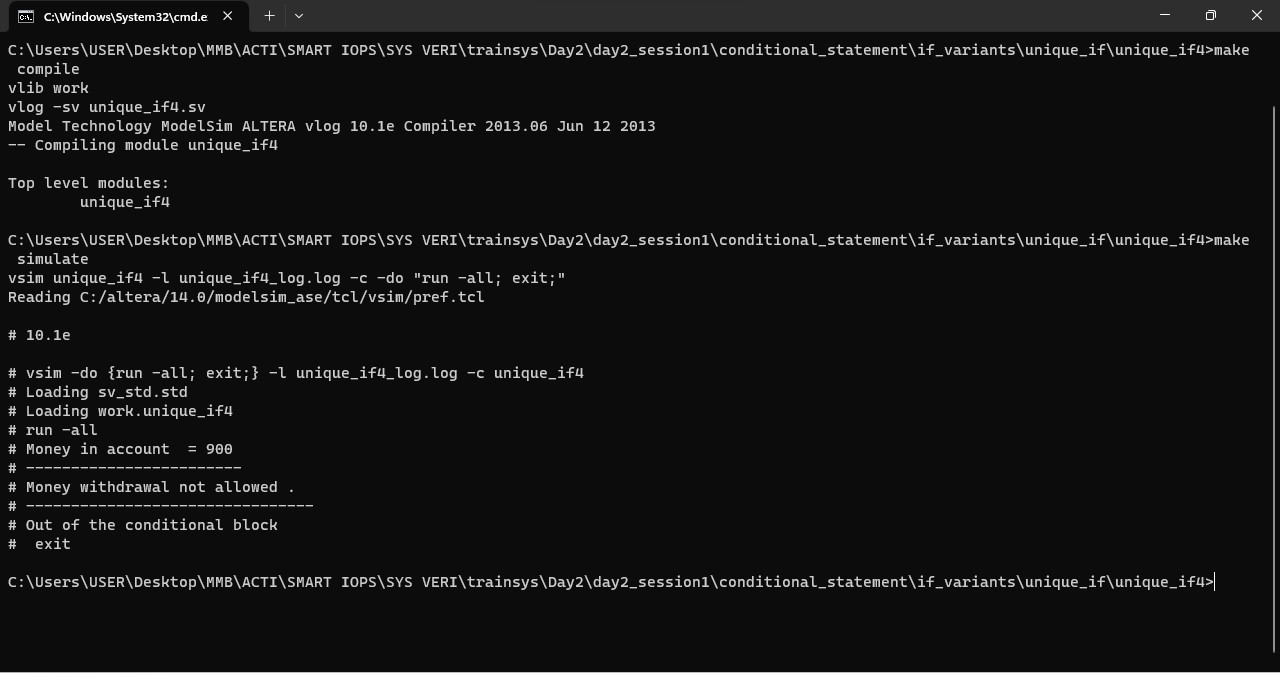 C:\Windows\System32\cmd.e
C:\Users\USER\Desktop\MMB\ACTI\SMART IOPS\SYS VERI\trainsys\Day2\day2_session1\conditional_statement\if_variants\unique_if\unique_if4>make
 compile
vlib work
vlog -sv unique_if4.sv
Model Technology ModelSim ALTERA vlog 10.1e Compiler 2013.06 Jun 12 2013
-- Compiling module unique_if4
Top level modules:
        unique_if4
C:\Users\USER\Desktop\MMB\ACTI\SMART IOPS\SYS VERI\trainsys\Day2\day2_session1\conditional_statement\if_variants\unique_if\unique_if4>make
 simulate
vsim unique_if4 -l unique_if4_log.log -c -do "run -all; exit;"
Reading C:/altera/14.0/modelsim_ase/tcl/vsim/pref.tcl
# 10.1e
# vsim -do {run -all; exit;} -l unique_if4_log.log -c unique_if4
# Loading sv_std.std
# Loading work.unique_if4
# run -all
# Money in account  = 900
# ------------------------
# Money withdrawal not allowed .
# --------------------------------
# Out of the conditional block
#  exit
C:\Users\USER\Desktop\MMB\ACTI\SMART IOPS\SYS VERI\trainsys\Day2\day2_session1\conditional_statement\if_variants\unique_if\unique_if4>